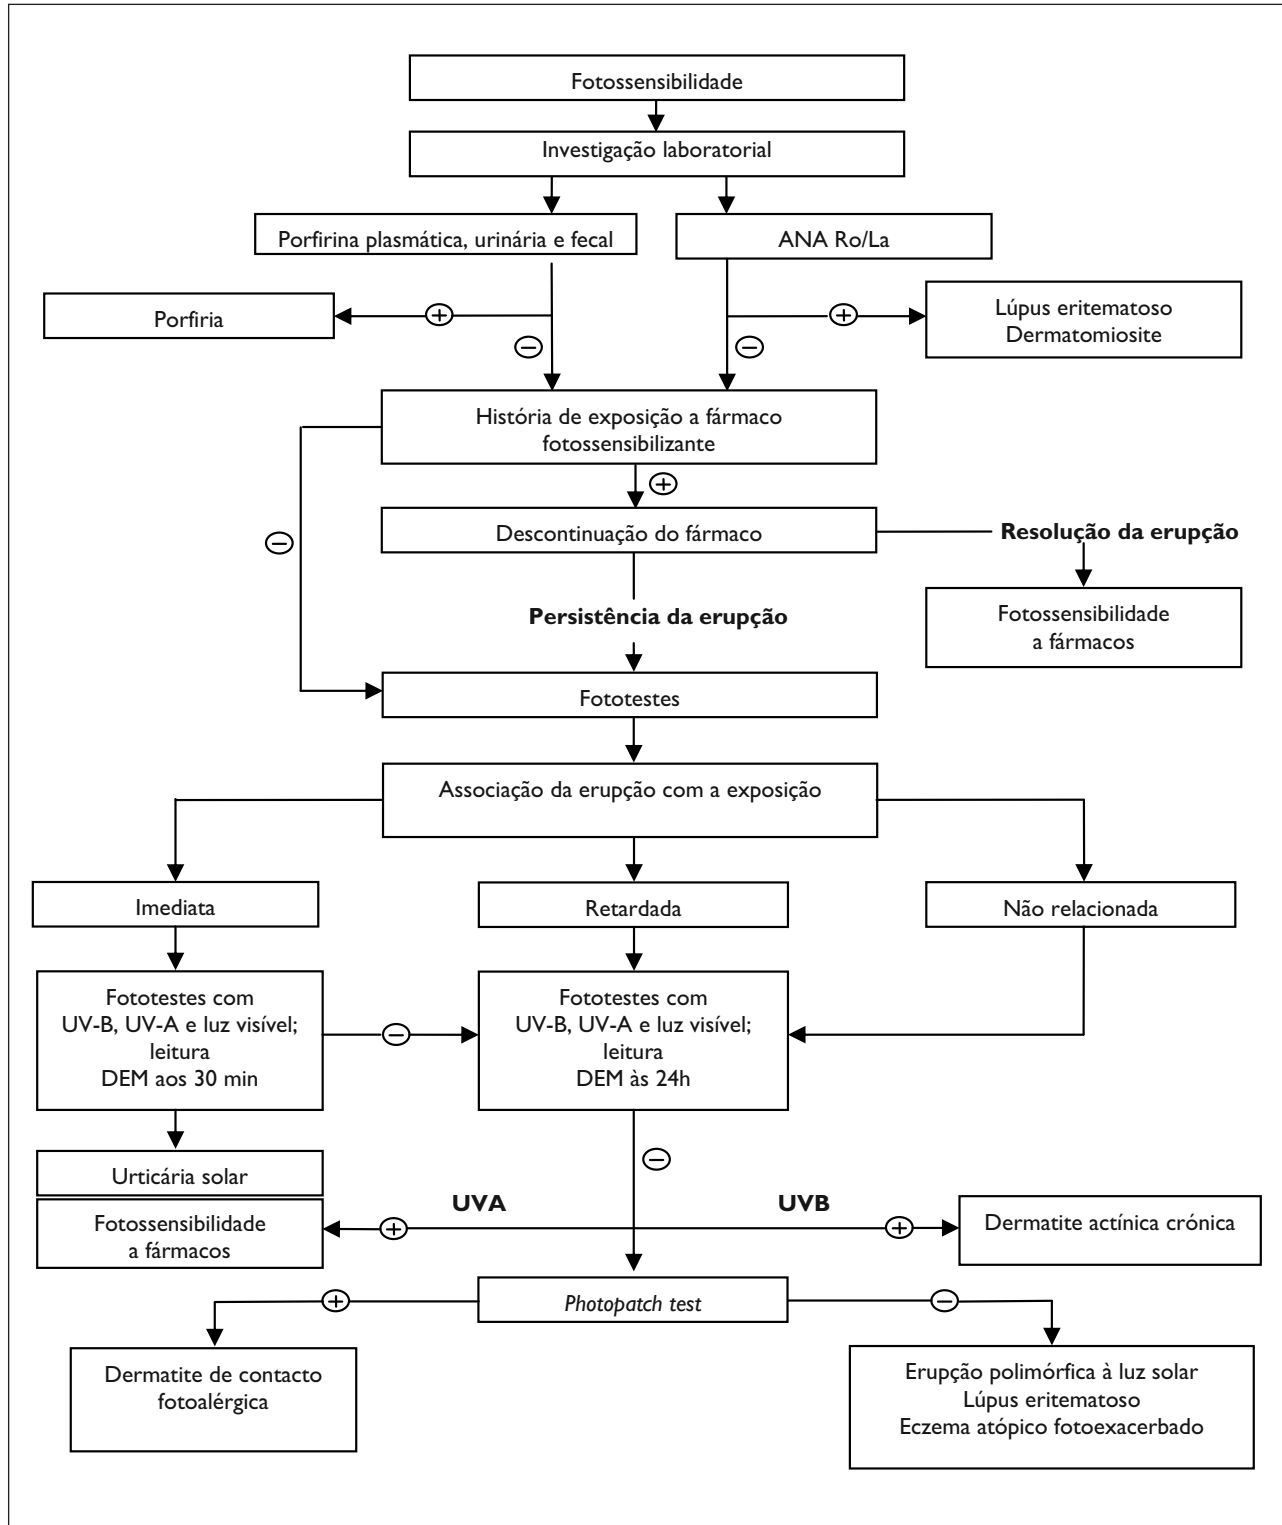 Fotossensibilidade
Investigação laboratorial
Porfirina plasmática, urinária e fecal
ANA Ro/La
Porfiria
+
+
Lúpus eritematoso
Dermatomiosite
−
−
História de exposição a fármaco
fotossensibilizante
+
−
Descontinuação do fármaco
Resolução da erupção
Persistência da erupção
Fotossensibilidade
a fármacos
Fototestes
Associação da erupção com a exposição
Imediata
Retardada
Não relacionada
Fototestes com
UV-B, UV-A e luz visível;
leitura
DEM aos 30 min
−
Fototestes com
UV-B, UV-A e luz visível;
leitura
DEM às 24h
−
Urticária solar
Fotossensibilidade
a fármacos
+
UVA
UVB
+
Dermatite actínica crónica
Photopatch test
+
−
Dermatite de contacto
fotoalérgica
Erupção polimórfica à luz solar
Lúpus eritematoso
Eczema atópico fotoexacerbado